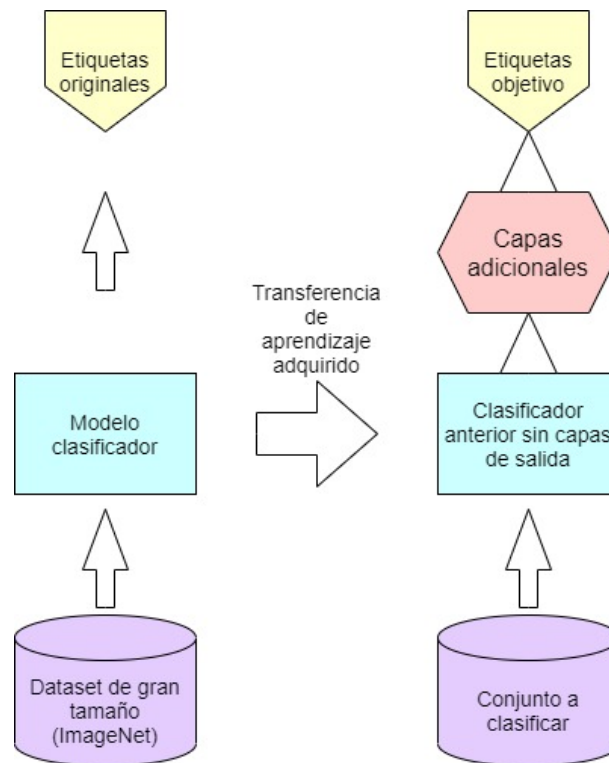 Etiquetas
originales
Etiquetas
objetivo
Capas
adicionales
Transferencia
de
aprendizaje
adquirido
Modelo
clasificador
Clasificador
anterior sin capas
de salida
Dataset de gran
tamaño
(ImageNet)
Conjunto a
clasificar